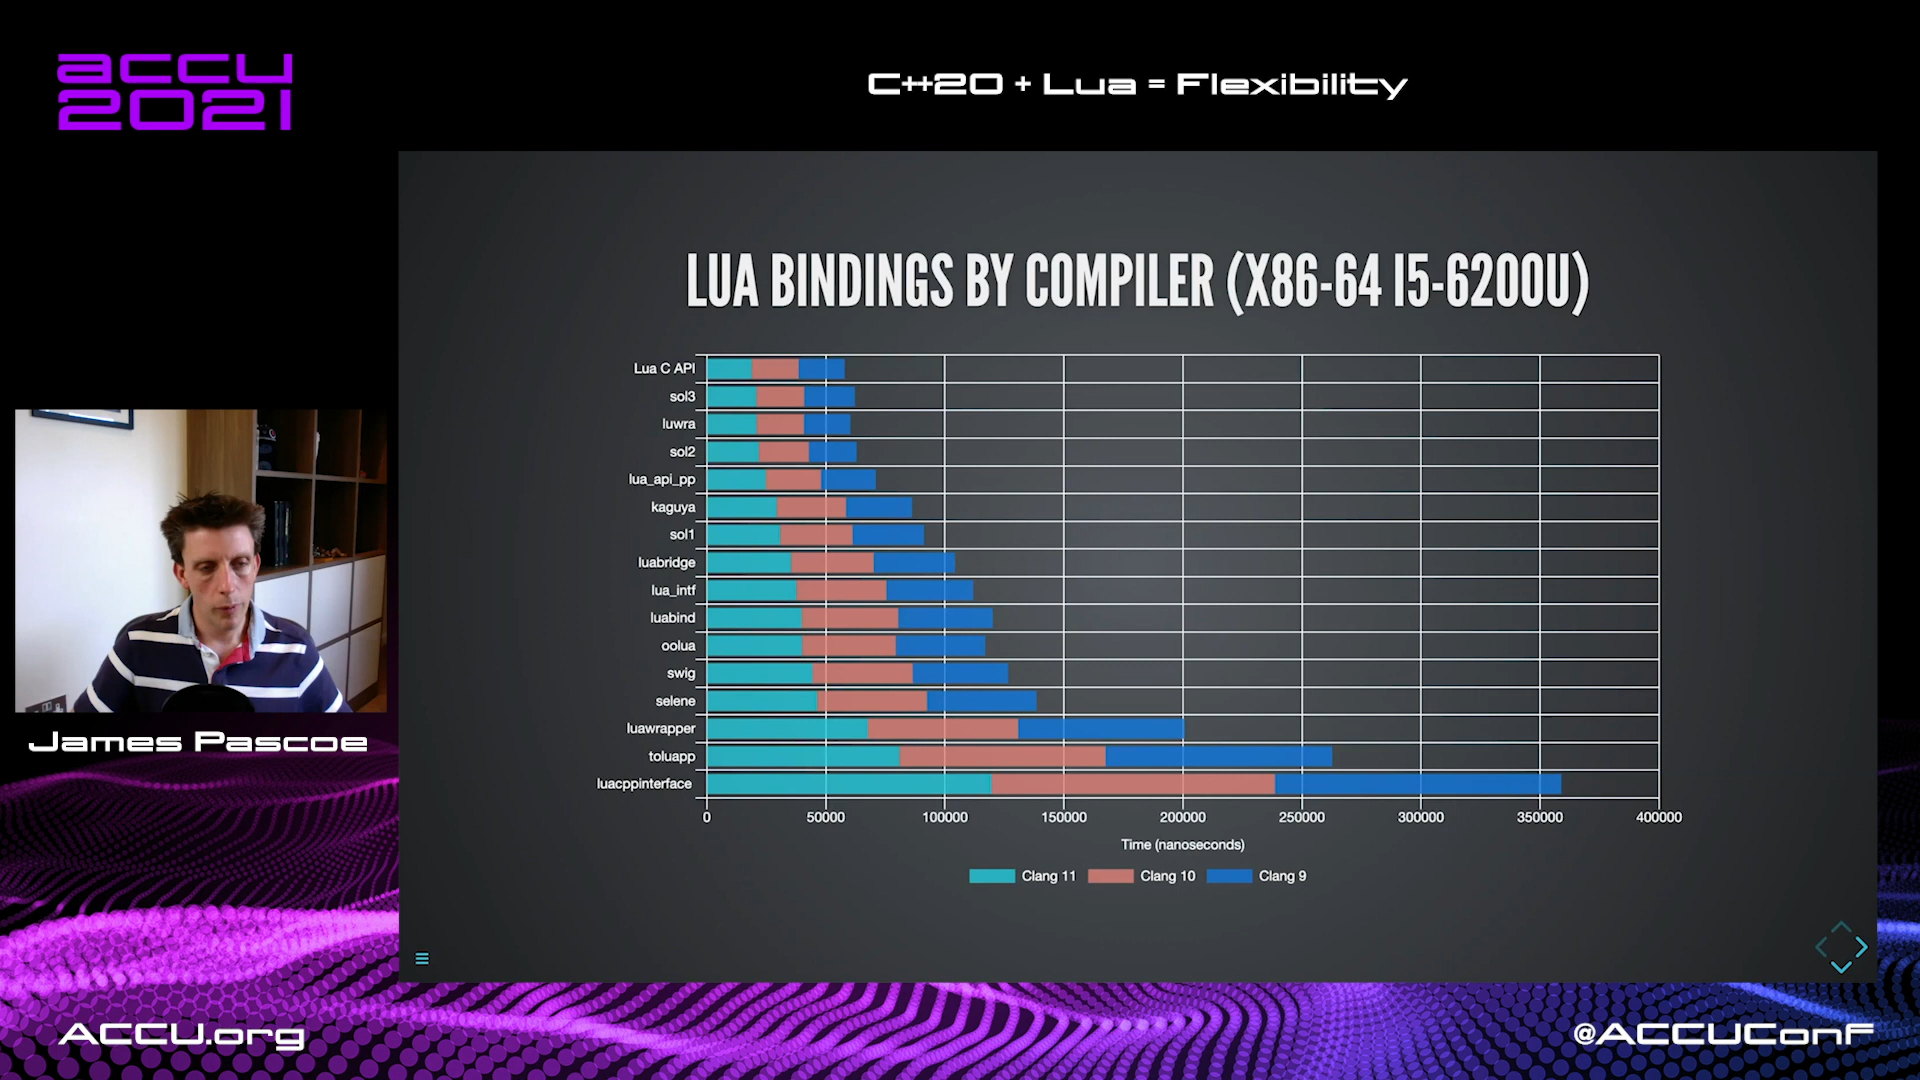 accu
2021
C++20 + Lua = Flexibility
LUA BINDINGS BY COMPILER (X86-64 I5-6200U)
Lua C API
sol3
luwra
sol2
lua_api_pp
kaguya
sol1
luabridge
lua_intf
luabind
oolua
swig
selene
luawrapper
toluapp
luacppinterface
0 50000 100000 150000 200000 250000 300000 350000 400000
Time (nanoseconds)
Clang 11 Clang 10 Clang 9
James Pascoe
ACCU.org
@ACCUConf